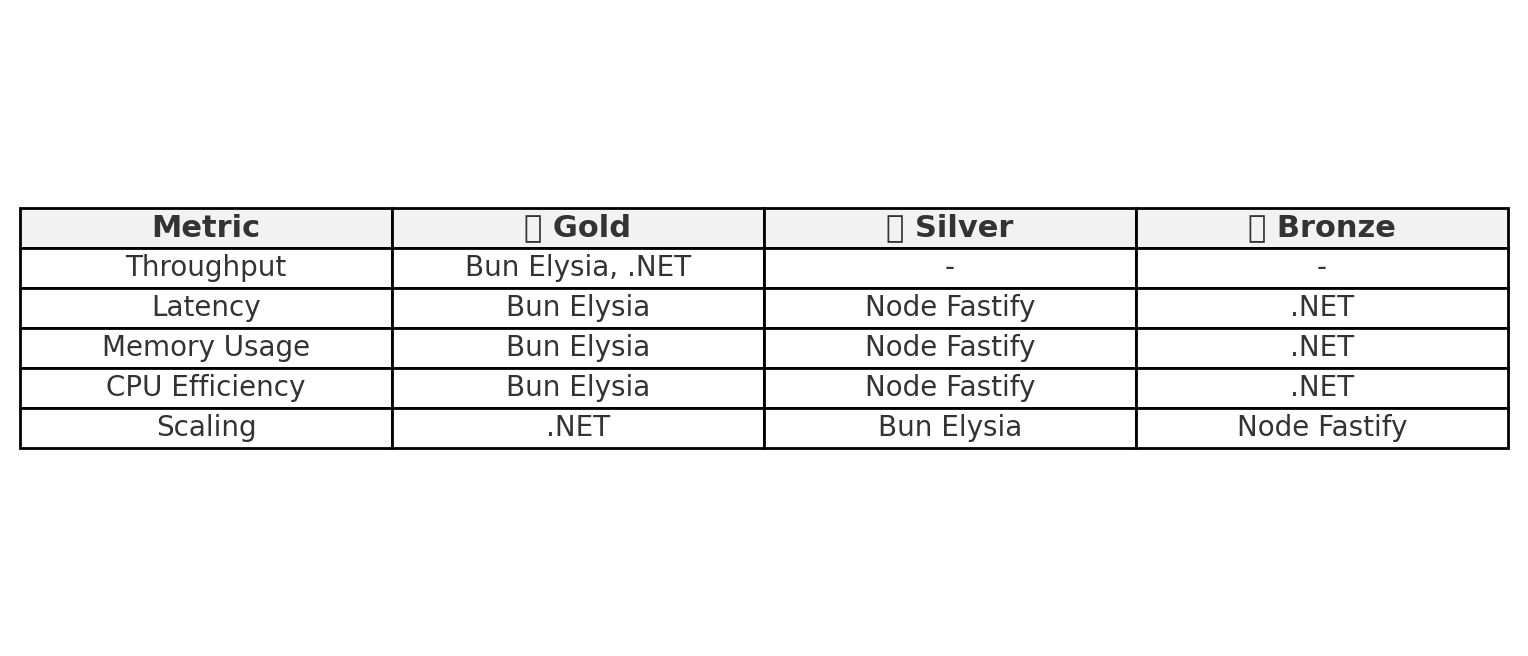 Metric Gold Silver Bronze
Throughput Bun Elysia, .NET - -
Latency Bun Elysia Node Fastify .NET
Memory Usage Bun Elysia Node Fastify .NET
CPU Efficiency Bun Elysia Node Fastify .NET
Scaling .NET Bun Elysia Node Fastify